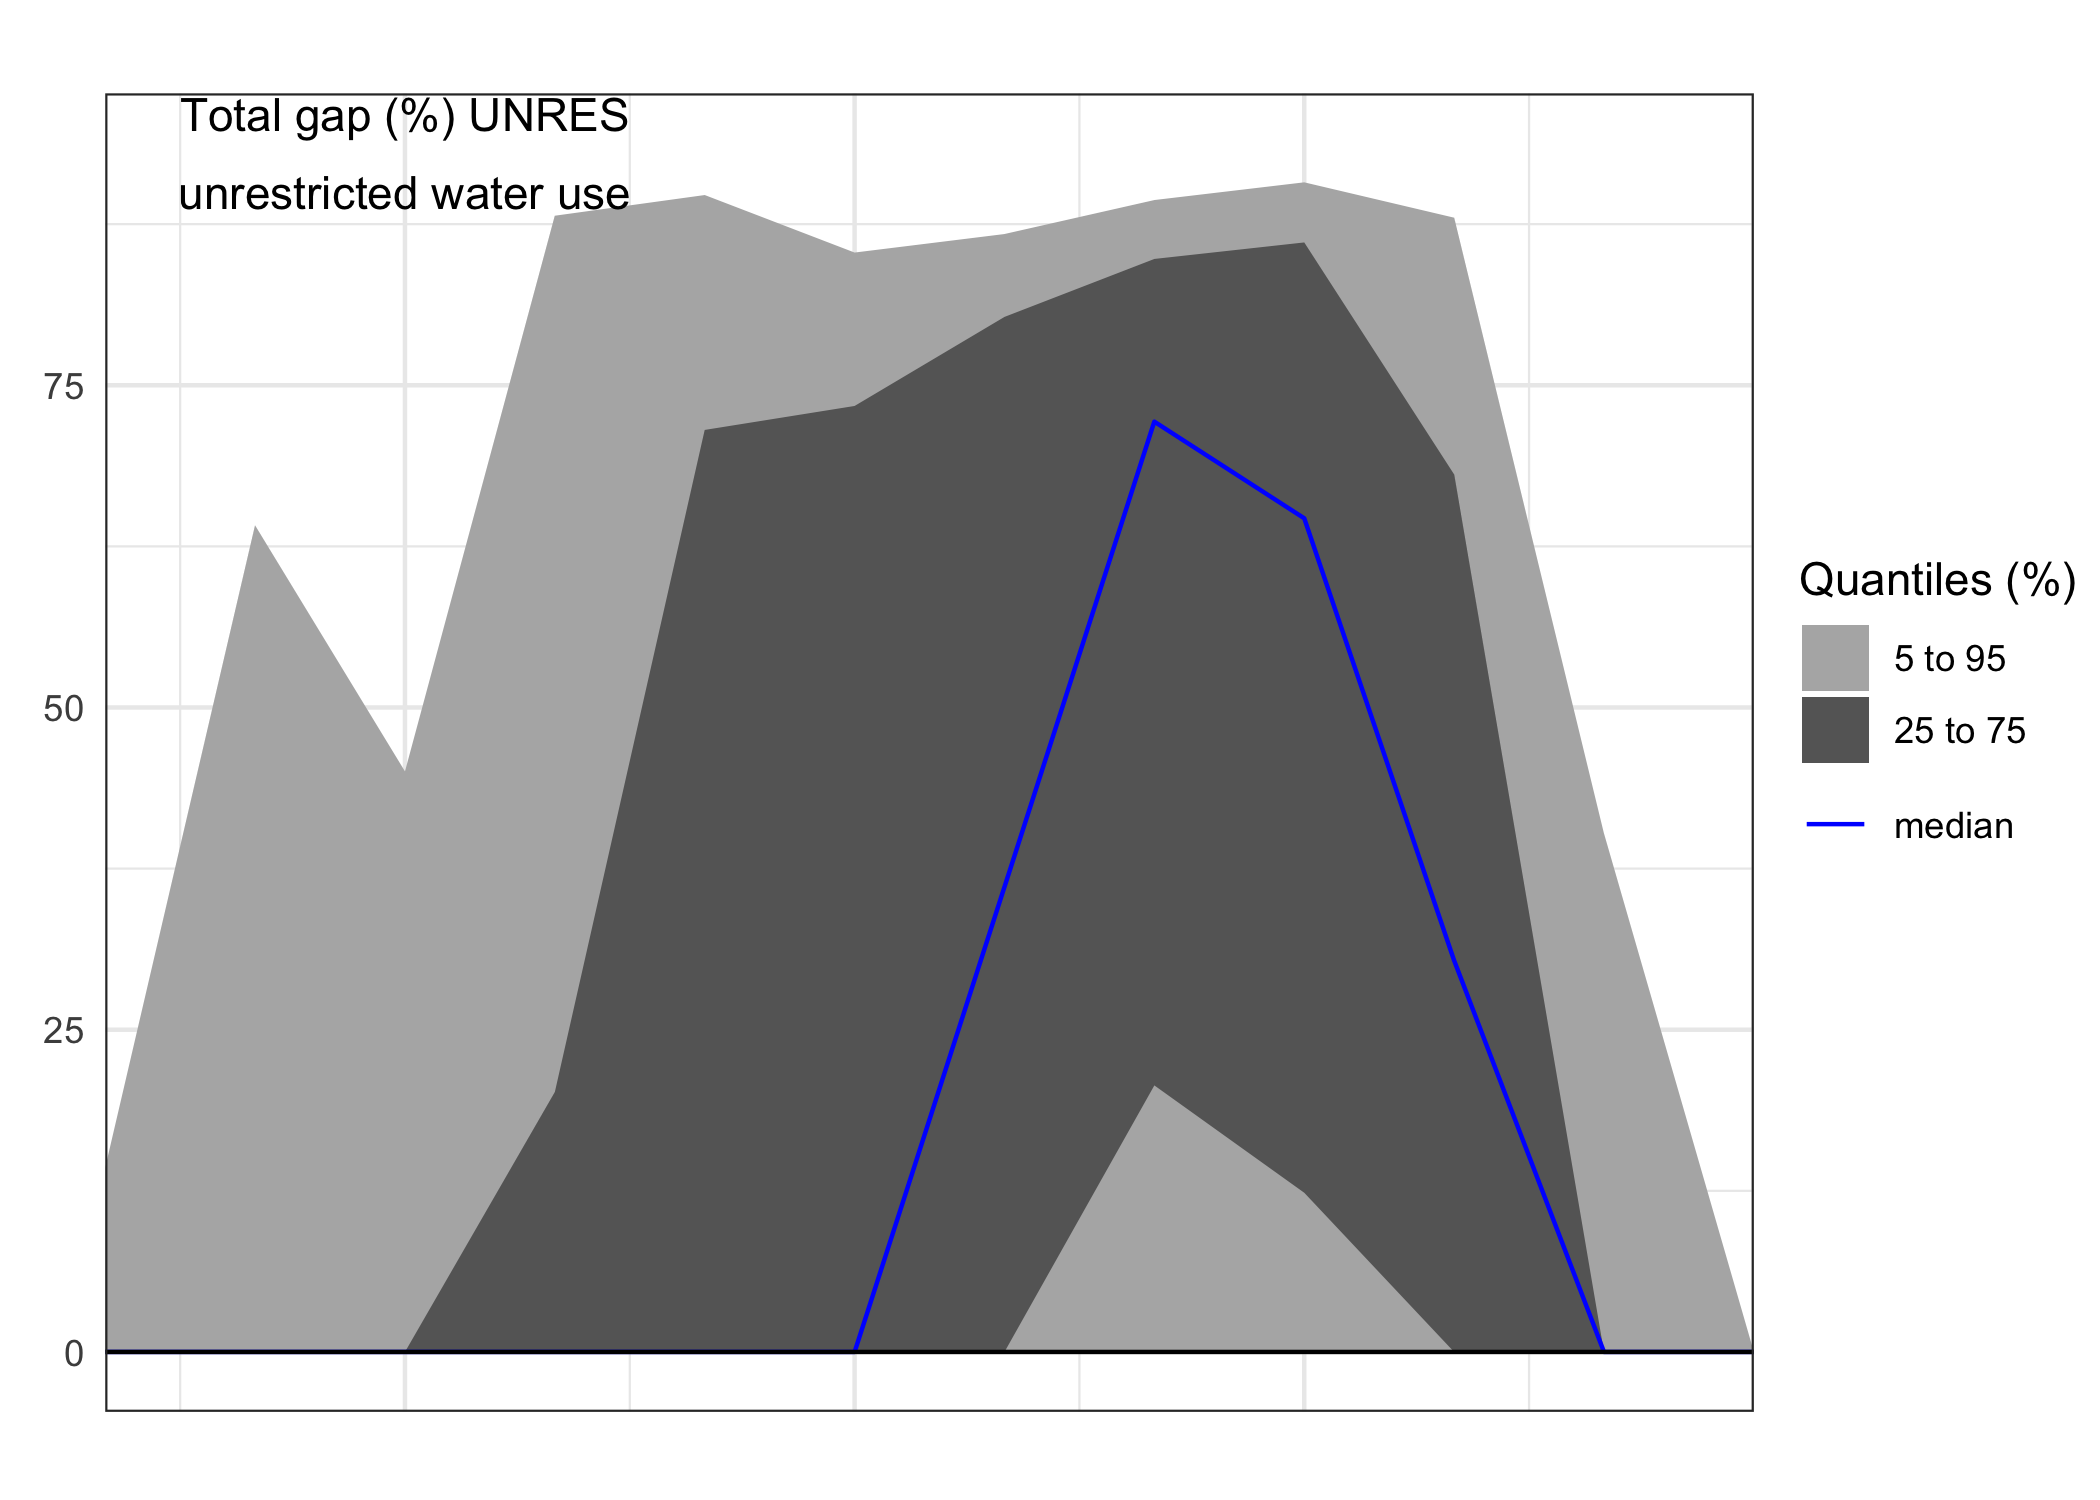 Total gap (%) UNRES
unrestricted water use
75
50
25
0
Quantiles (%)
5 to 95
25 to 75
median